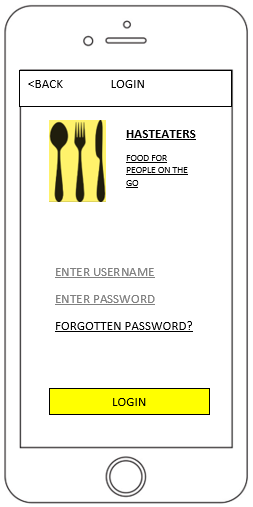 <BACK LOGIN
HASTEATERS
FOOD FOR
PEOPLE ON THE
GO
ENTER USERNAME
ENTER PASSWORD
FORGOTTEN PASSWORD?
LOGIN